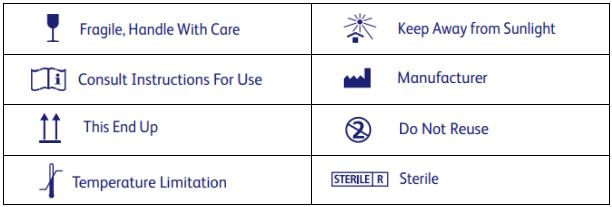 Fragile, Handle With Care
Keep Away from Sunlight
i Consult Instructions For Use
Manufacturer
This End Up
2 Do Not Reuse
Temperature Limitation
STERILE R Sterile